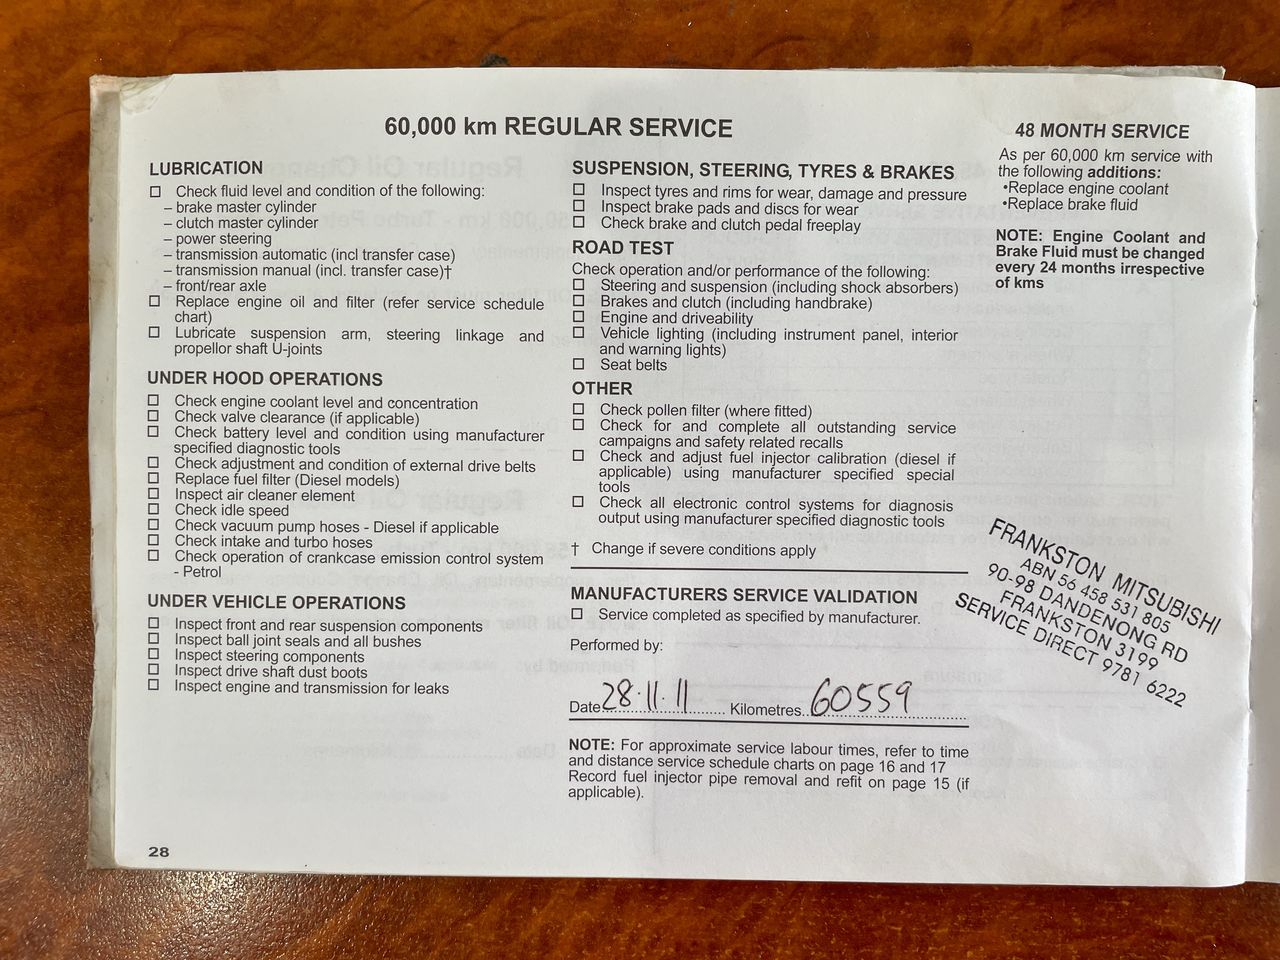 60,000 km REGULAR SERVICE
LUBRICATION
☐ Check fluid level and condition of the following:
– brake master cylinder
– clutch master cylinder
– power steering
– transmission automatic (incl transfer case)
– transmission manual (incl. transfer case)†
– front/rear axle
☐ Replace engine oil and filter (refer service schedule
chart)
☐ Lubricate suspension arm, steering linkage and
propellor shaft U-joints
UNDER HOOD OPERATIONS
☐ Check engine coolant level and concentration
☐ Check valve clearance (if applicable)
☐ Check battery level and condition using manufacturer
specified diagnostic tools
☐ Check adjustment and condition of external drive belts
☐ Replace fuel filter (Diesel models)
☐ Inspect air cleaner element
☐ Check idle speed
☐ Check vacuum pump hoses - Diesel if applicable
☐ Check intake and turbo hoses
☐ Check operation of crankcase emission control system
- Petrol
UNDER VEHICLE OPERATIONS
☐ Inspect front and rear suspension components
☐ Inspect ball joint seals and all bushes
☐ Inspect steering components
☐ Inspect drive shaft dust boots
☐ Inspect engine and transmission for leaks
28
SUSPENSION, STEERING, TYRES & BRAKES
☐ Inspect tyres and rims for wear, damage and pressure
☐ Inspect brake pads and discs for wear
☐ Check brake and clutch pedal freeplay
ROAD TEST
Check operation and/or performance of the following:
☐ Steering and suspension (including shock absorbers)
☐ Brakes and clutch (including handbrake)
☐ Engine and driveability
☐ Vehicle lighting (including instrument panel, interior
and warning lights)
☐ Seat belts
OTHER
☐ Check pollen filter (where fitted)
☐ Check for and complete all outstanding service
campaigns and safety related recalls
☐ Check and adjust fuel injector calibration (diesel if
applicable) using manufacturer specified special
tools
☐ Check all electronic control systems for diagnosis
output using manufacturer specified diagnostic tools
† Change if severe conditions apply
MANUFACTURERS SERVICE VALIDATION
☐ Service completed as specified by manufacturer.
Performed by:
Date 28.11.11 Kilometres 60559
NOTE: For approximate service labour times, refer to time
and distance service schedule charts on page 16 and 17
Record fuel injector pipe removal and refit on page 15 (if
applicable).
48 MONTH SERVICE
As per 60,000 km service with
the following additions:
•Replace engine coolant
•Replace brake fluid
NOTE: Engine Coolant and
Brake Fluid must be changed
every 24 months irrespective
of kms
FRANKSTON MITSUBISHI
ABN 56 458 531 805
90-98 DANDENONG RD
FRANKSTON 3199
SERVICE DIRECT 9781 6222